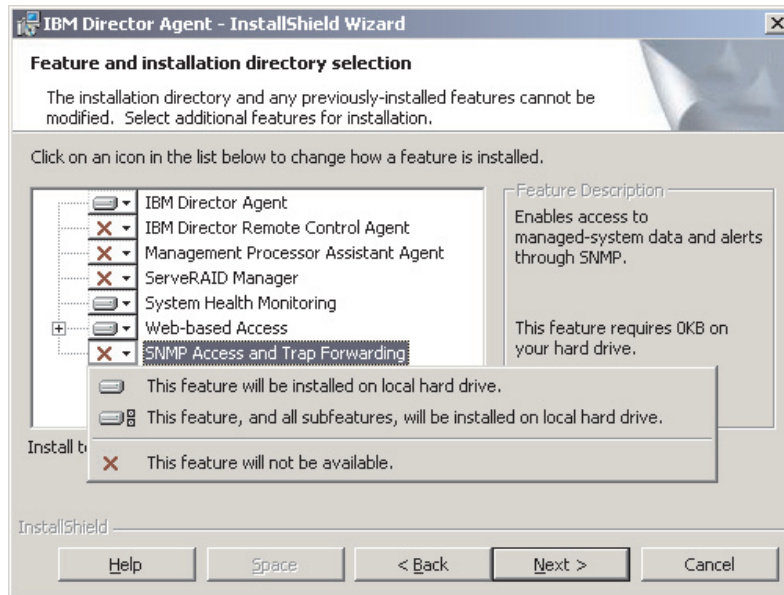 IBM Director Agent - InstallShield Wizard
Feature and installation directory selection
The installation directory and any previously-installed features cannot be
modified. Select additional features for installation.
Click on an icon in the list below to change how a feature is installed.
IBM Director Agent
IBM Director Remote Control Agent
Management Processor Assistant Agent
ServeRAID Manager
System Health Monitoring
Web-based Access
SNMP Access and Trap Forwarding
Feature Description
Enables access to
managed-system data and alerts
through SNMP.
This feature requires 0KB on
your hard drive.
This feature will be installed on local hard drive.
This feature, and all subfeatures, will be installed on local hard drive.
This feature will not be available.
Install
InstallShield
Help
Space
< Back
Next >
Cancel